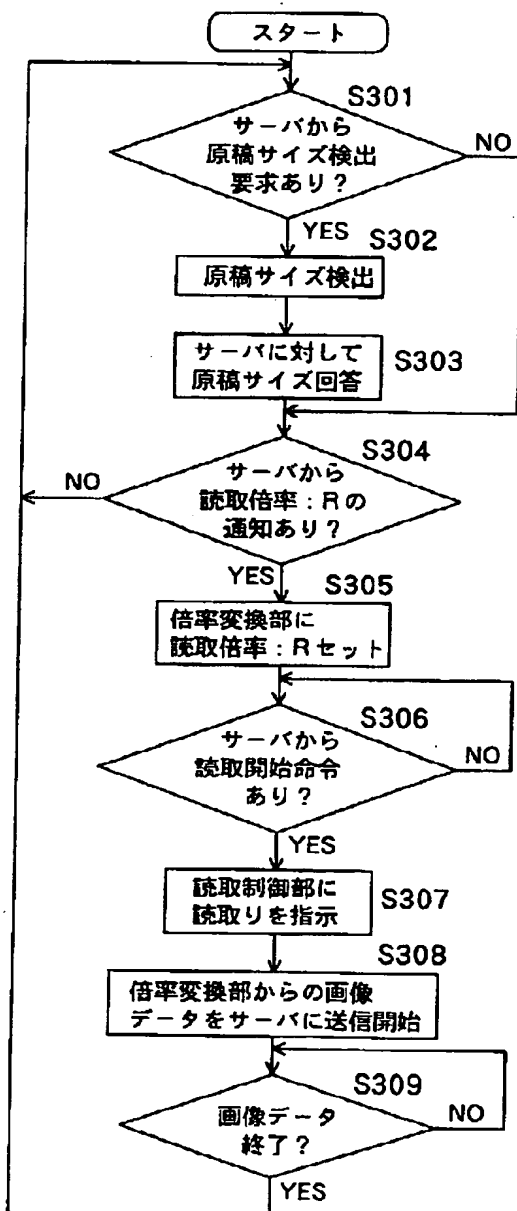 スタート
S301
サーバから
原稿サイズ検出
要求あり?
NO
YES
S302
原稿サイズ検出
サーバに対して
原稿サイズ回答
S303
S304
NO
サーバから
読取倍率:Rの
通知あり?
YES
S305
倍率変換部に
読取倍率:Rセット
S306
サーバから
読取開始命令
あり?
NO
YES
読取制御部に
読取りを指示
S307
S308
倍率変換部からの画像
データをサーバに送信開始
S309
画像データ
終了?
NO
YES